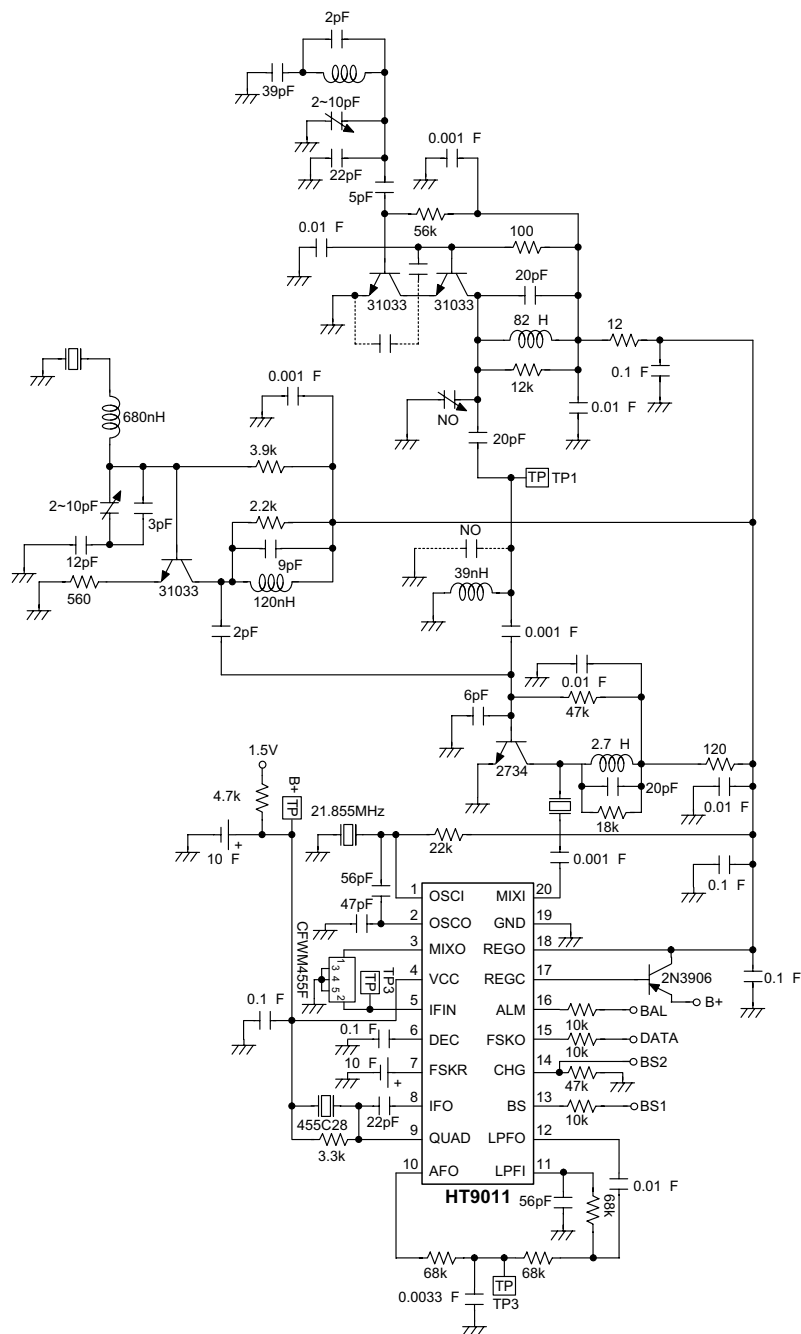 2pF
39pF
2~10pF
22pF
0.001 F
5pF
56k
0.01 F
100
31033
31033
20pF
82 H
12
12k
0.1 F
0.01 F
NO
20pF
TP
TP1
680nH
0.001 F
3.9k
2~10pF
3pF
2.2k
12pF
9pF
560
31033
120nH
2pF
NO
39nH
0.001 F
0.01 F
6pF
47k
2734
2.7 H
120
20pF
0.01 F
18k
1.5V
B+
TP
4.7k
10 F
+
21.855MHz
22k
0.001 F
0.1 F
56pF
47pF
CFWM455F
1
3 4 5
2
TP
TP3
1 OSCI MIXI 20
2 OSCO GND 19
3 MIXO REGO 18
4 VCC REGC 17
5 IFIN ALM 16
6 DEC FSKO 15
7 FSKR CHG 14
8 IFO BS 13
9 QUAD LPFO 12
10 AFO LPFI 11
HT9011
2N3906
B+
0.1 F
10k
BAL
10k
DATA
BS2
47k
10k
BS1
0.1 F
0.1 F
10 F
+
455C28
22pF
3.3k
0.01 F
56pF
68k
68k
68k
0.0033 F
TP
TP3